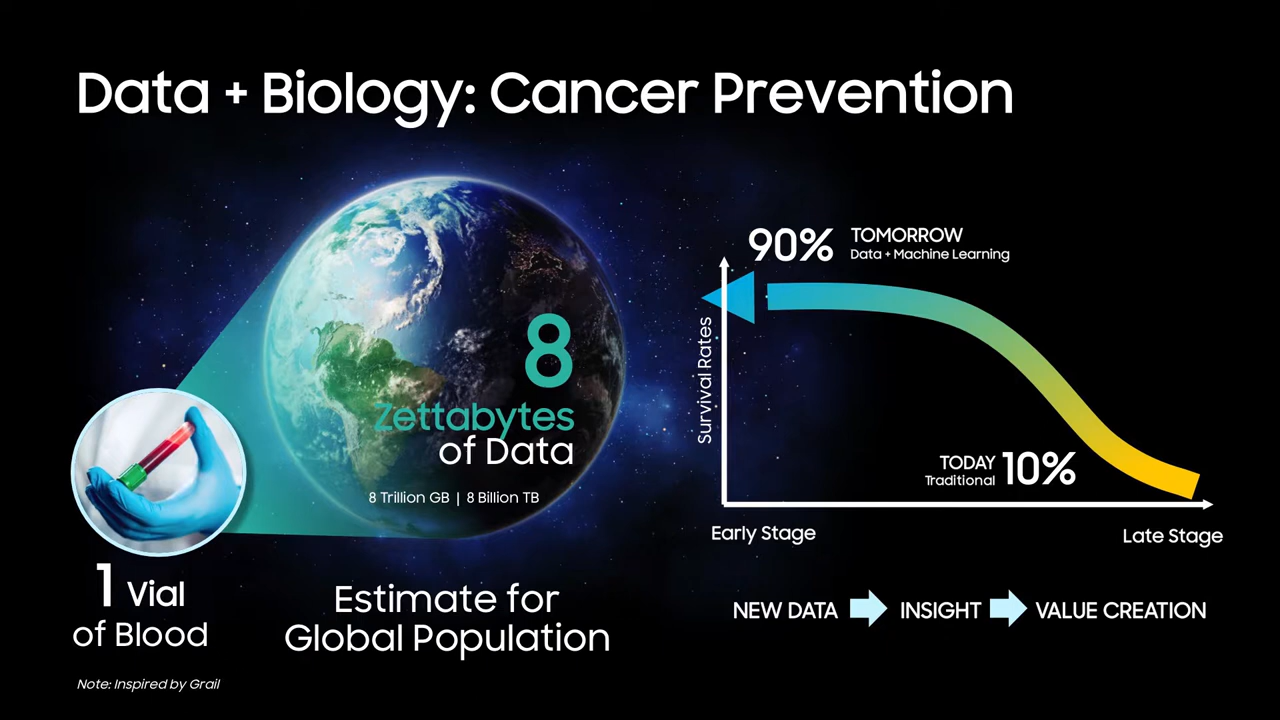 Data + Biology: Cancer Prevention
8
Zettabytes
of Data
8 Trillion GB | 8 Billion TB
1 Vial
of Blood
Estimate for
Global Population
Note: Inspired by Grail
90%
TOMORROW
Data + Machine Learning
Survival Rates
TODAY
Traditional
10%
Early Stage
Late Stage
NEW DATA
INSIGHT
VALUE CREATION